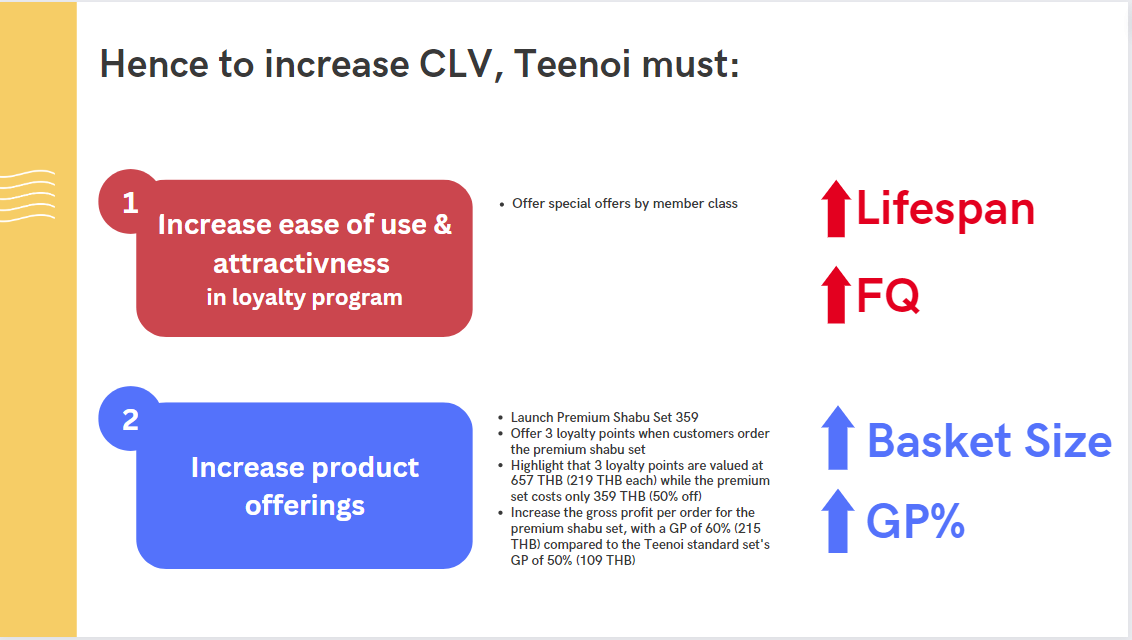 Hence to increase CLV, Teenoi must:
1
Increase ease of use &
attractivness
in loyalty program
• Offer special offers by member class
Lifespan
FQ
2
Increase product
offerings
• Launch Premium Shabu Set 359
• Offer 3 loyalty points when customers order
the premium shabu set
• Highlight that 3 loyalty points are valued at
657 THB (219 THB each) while the premium
set costs only 359 THB (50% off)
• Increase the gross profit per order for the
premium shabu set, with a GP of 60% (215
THB) compared to the Teenoi standard set's
GP of 50% (109 THB)
Basket Size
GP%